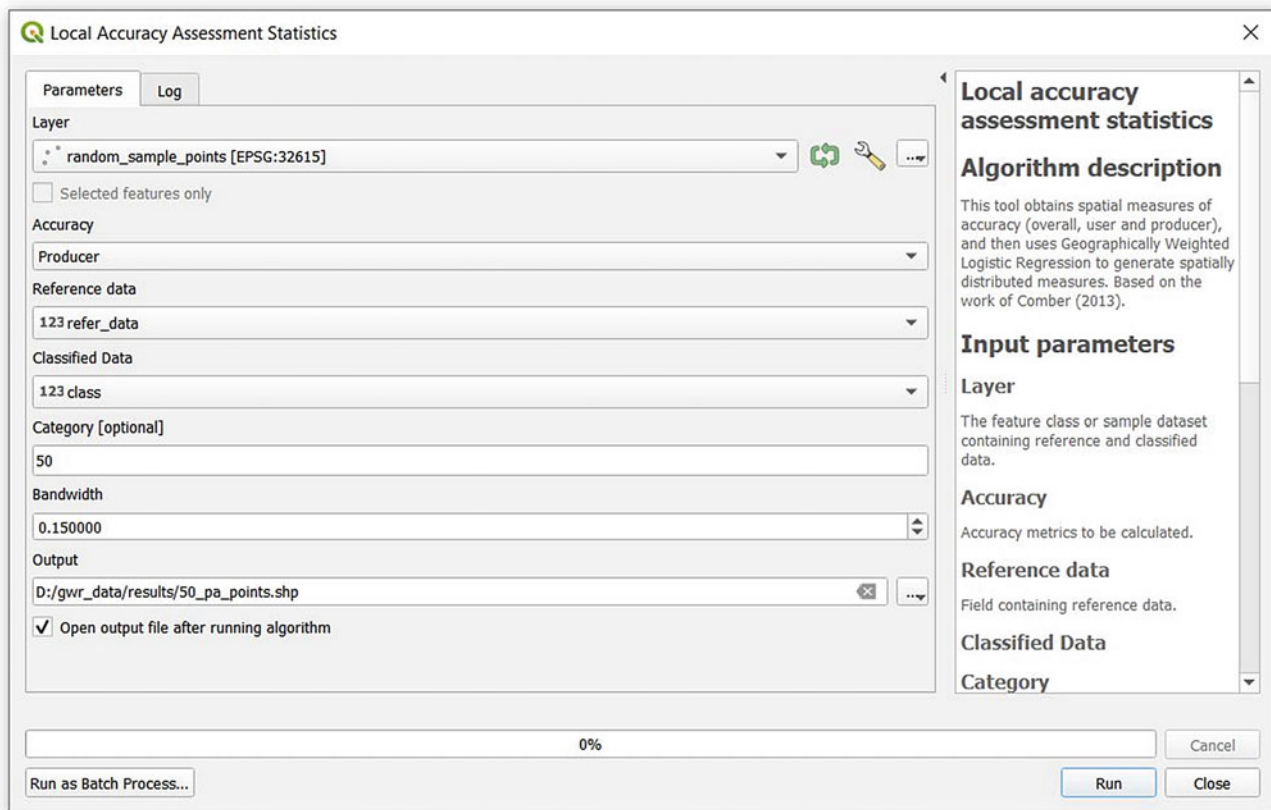 Local Accuracy Assessment Statistics
Parameters
Log
Layer
random_sample_points [EPSG:32615]
Selected features only
Accuracy
Producer
Reference data
123 refer_data
Classified Data
123 class
Category [optional]
50
Bandwidth
0.150000
Output
D:/gwr_data/results/50_pa_points.shp
...
Open output file after running algorithm
Local accuracy
assessment statistics
Algorithm description
This tool obtains spatial measures of
accuracy (overall, user and producer),
and then uses Geographically Weighted
Logistic Regression to generate spatially
distributed measures. Based on the
work of Comber (2013).
Input parameters
Layer
The feature class or sample dataset
containing reference and classified
data.
Accuracy
Accuracy metrics to be calculated.
Reference data
Field containing reference data.
Classified Data
Category
0%
Cancel
Run as Batch Process...
Run
Close